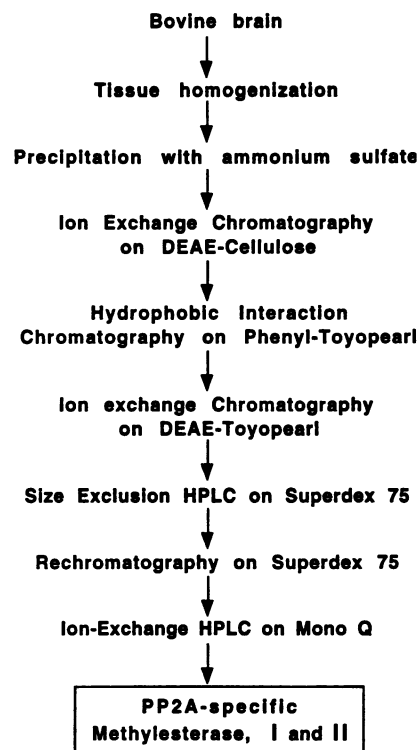 Bovine brain
Tissue homogenization
Precipitation with ammonium sulfate
Ion Exchange Chromatography
on DEAE-Cellulose
Hydrophobic Interaction
Chromatography on Phenyl-Toyopearl
Ion exchange Chromatography
on DEAE-Toyopearl
Size Exclusion HPLC on Superdex 75
Rechromatography on Superdex 75
Ion-Exchange HPLC on Mono Q
PP2A-specific
Methylesterase, I and II